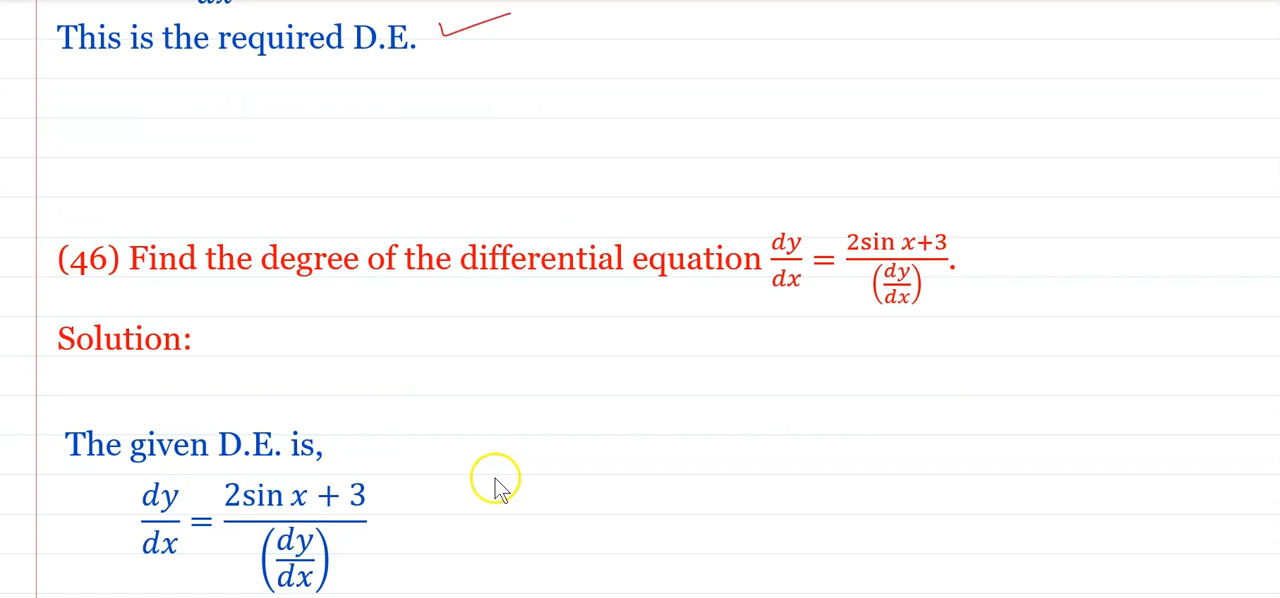 dx
This is the required D.E.
(46) Find the degree of the differential equation dy/dx = 2sin x+3/(dy/dx).
Solution:
The given D.E. is,
dy/dx = 2sin x + 3/(dy/dx)